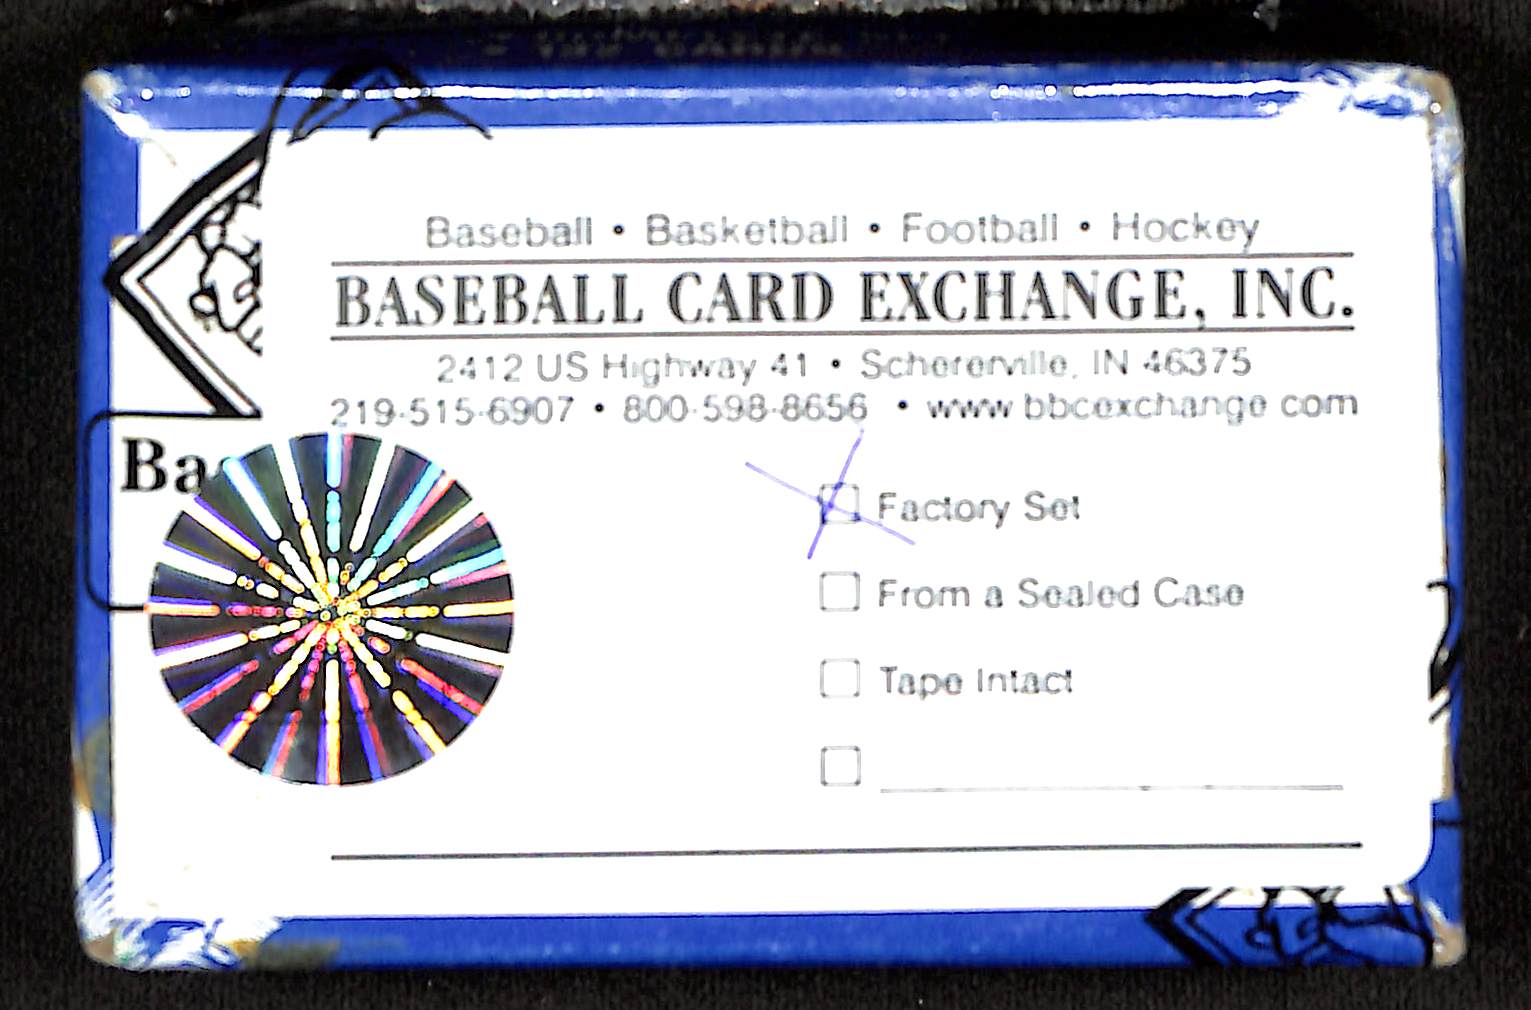 Baseball • Basketball • Football • Hockey
BASEBALL CARD EXCHANGE, INC.
2412 US Highway 41 • Schererville, IN 46375
219-515-6907 • 800-598-8656 • www.bbcexchange.com
Ba
Factory Set
From a Sealed Case
Tape Intact